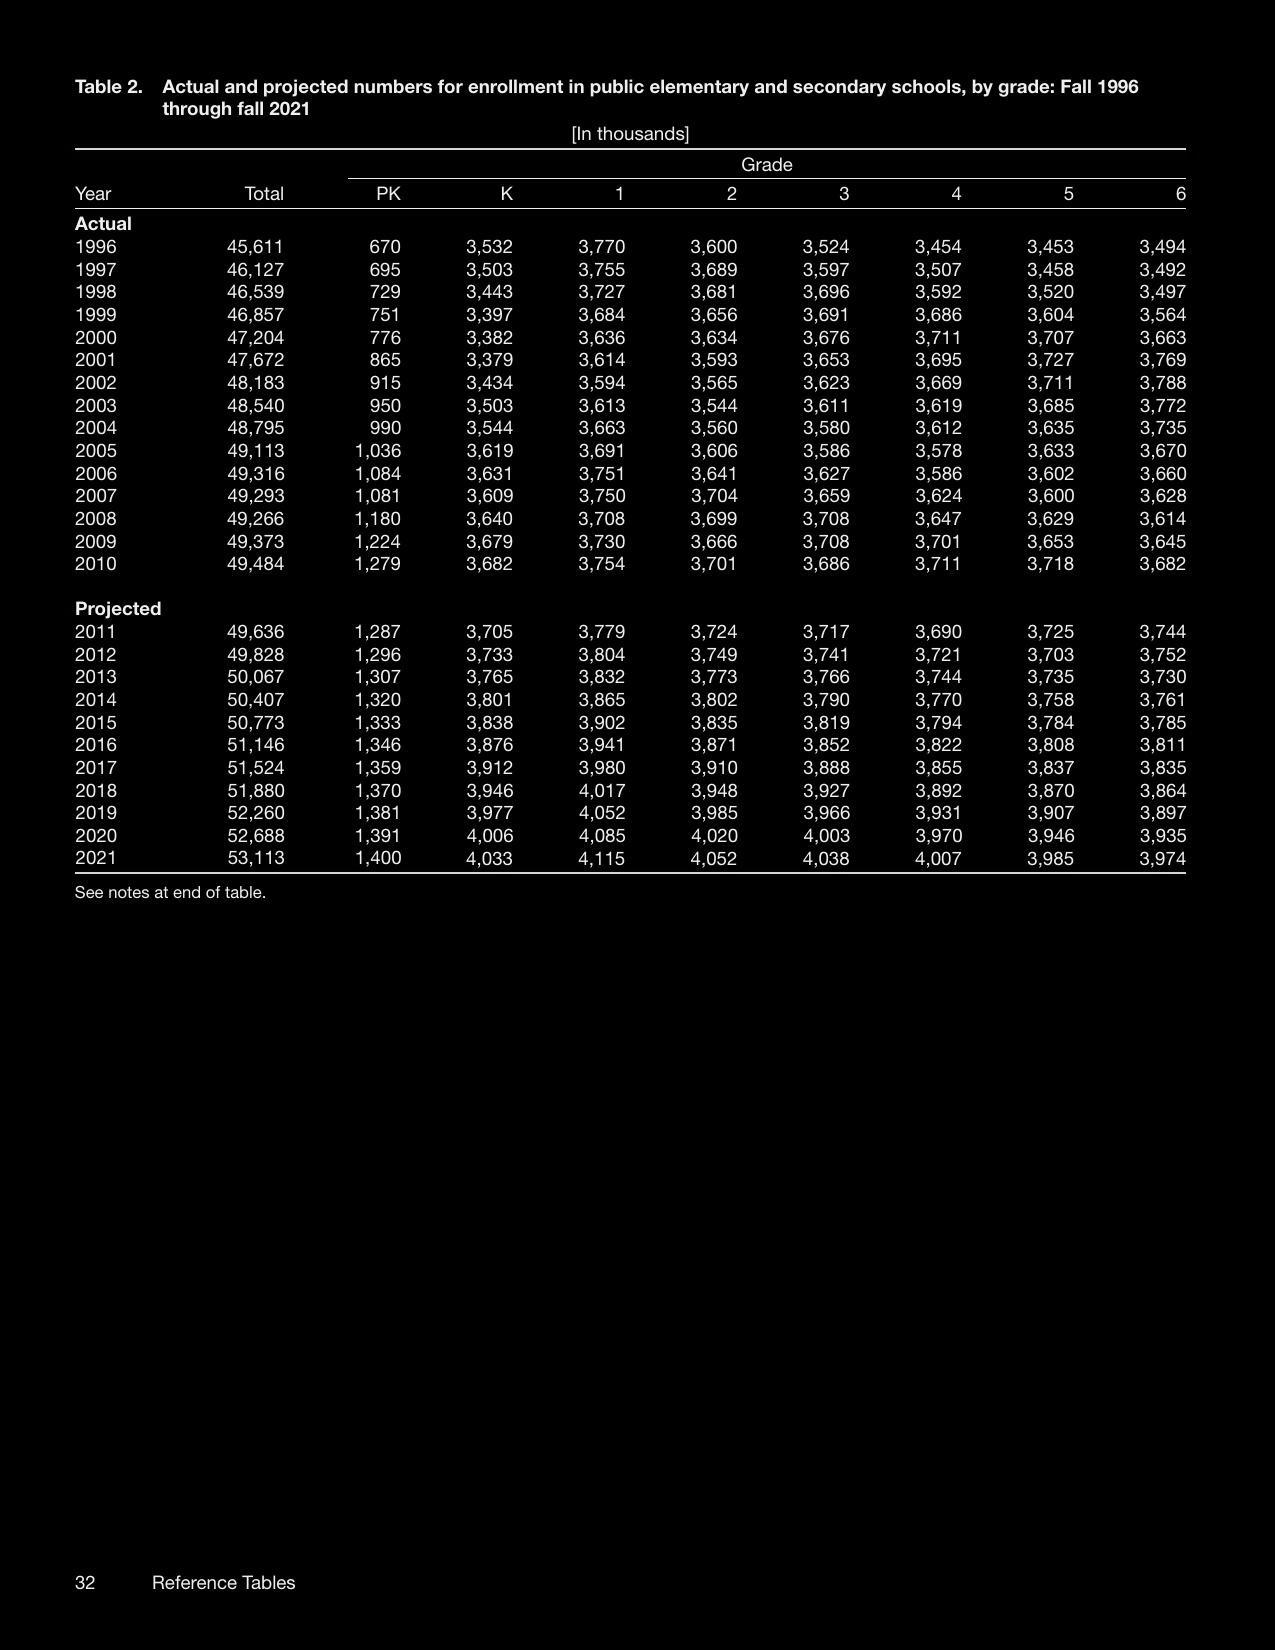 Table 2. Actual and projected numbers for enrollment in public elementary and secondary schools, by grade: Fall 1996
through fall 2021
[In thousands]
Grade
Year Total PK K 1 2 3 4 5 6
Actual
1996 45,611 670 3,532 3,770 3,600 3,524 3,454 3,453 3,494
1997 46,127 695 3,503 3,755 3,689 3,597 3,507 3,458 3,492
1998 46,539 729 3,443 3,727 3,681 3,696 3,592 3,520 3,497
1999 46,857 751 3,397 3,684 3,656 3,691 3,686 3,604 3,564
2000 47,204 776 3,382 3,636 3,634 3,676 3,711 3,707 3,663
2001 47,672 865 3,379 3,614 3,593 3,653 3,695 3,727 3,769
2002 48,183 915 3,434 3,594 3,565 3,623 3,669 3,711 3,788
2003 48,540 950 3,503 3,613 3,544 3,611 3,619 3,685 3,772
2004 48,795 990 3,544 3,663 3,560 3,580 3,612 3,635 3,735
2005 49,113 1,036 3,619 3,691 3,606 3,586 3,578 3,633 3,670
2006 49,316 1,084 3,631 3,751 3,641 3,627 3,586 3,602 3,660
2007 49,293 1,081 3,609 3,750 3,704 3,659 3,624 3,600 3,628
2008 49,266 1,180 3,640 3,708 3,699 3,708 3,647 3,629 3,614
2009 49,373 1,224 3,679 3,730 3,666 3,708 3,701 3,653 3,645
2010 49,484 1,279 3,682 3,754 3,701 3,686 3,711 3,718 3,682
Projected
2011 49,636 1,287 3,705 3,779 3,724 3,717 3,690 3,725 3,744
2012 49,828 1,296 3,733 3,804 3,749 3,741 3,721 3,703 3,752
2013 50,067 1,307 3,765 3,832 3,773 3,766 3,744 3,735 3,730
2014 50,407 1,320 3,801 3,865 3,802 3,790 3,770 3,758 3,761
2015 50,773 1,333 3,838 3,902 3,835 3,819 3,794 3,784 3,785
2016 51,146 1,346 3,876 3,941 3,871 3,852 3,822 3,808 3,811
2017 51,524 1,359 3,912 3,980 3,910 3,888 3,855 3,837 3,835
2018 51,880 1,370 3,946 4,017 3,948 3,927 3,892 3,870 3,864
2019 52,260 1,381 3,977 4,052 3,985 3,966 3,931 3,907 3,897
2020 52,688 1,391 4,006 4,085 4,020 4,003 3,970 3,946 3,935
2021 53,113 1,400 4,033 4,115 4,052 4,038 4,007 3,985 3,974
See notes at end of table.
32 Reference Tables